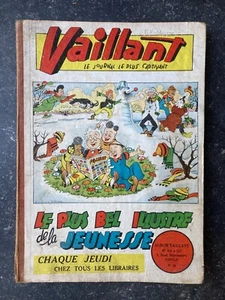 Vaillant
LE JOURNAL LE PLUS CAPTIVANT
LE PLUS BEL ILLUSTRÉ
de la JEUNESSE
CHAQUE JEUDI
CHEZ TOUS LES LIBRAIRES
ALBUM VAILLANT
PARIS